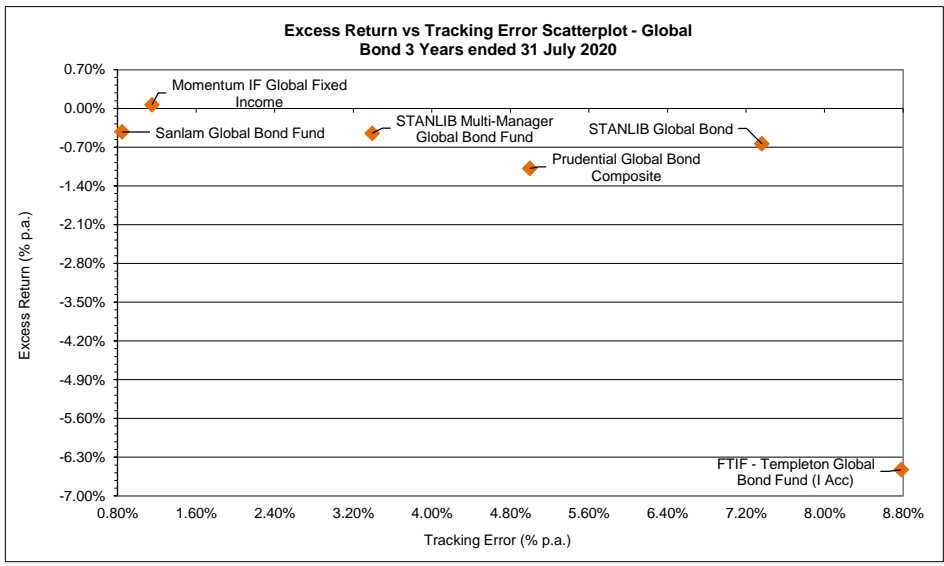 Excess Return vs Tracking Error Scatterplot - Global
Bond 3 Years ended 31 July 2020
0.70%
0.00%
-0.70%
-1.40%
-2.10%
-2.80%
-3.50%
-4.20%
-4.90%
-5.60%
-6.30%
-7.00%
Excess Return (% p.a.)
Momentum IF Global Fixed
Income
Sanlam Global Bond Fund
STANLIB Multi-Manager
Global Bond Fund
STANLIB Global Bond
Prudential Global Bond
Composite
FTIF - Templeton Global
Bond Fund (I Acc)
0.80% 1.60% 2.40% 3.20% 4.00% 4.80% 5.60% 6.40% 7.20% 8.00% 8.80%
Tracking Error (% p.a.)